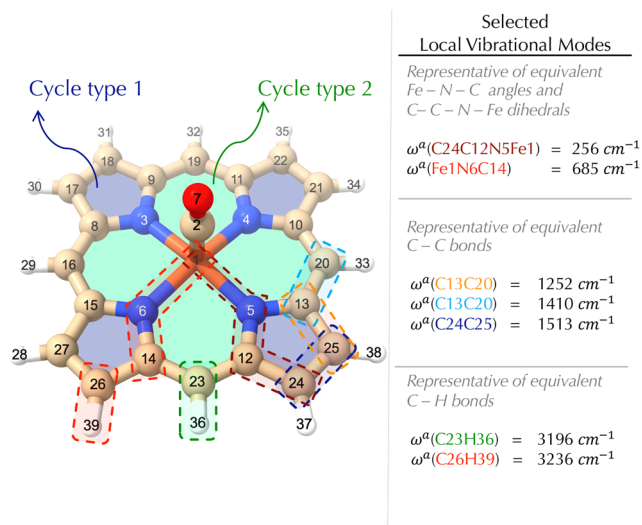 Selected
Local Vibrational Modes
Representative of equivalent
Fe – N – C angles and
C– C – N – Fe dihedrals
ωᵃ(C24C12N5Fe1) = 256 cm⁻¹
ωᵃ(Fe1N6C14) = 685 cm⁻¹
Representative of equivalent
C – C bonds
ωᵃ(C13C20) = 1252 cm⁻¹
ωᵃ(C13C20) = 1410 cm⁻¹
ωᵃ(C24C25) = 1513 cm⁻¹
Representative of equivalent
C – H bonds
ωᵃ(C23H36) = 3196 cm⁻¹
ωᵃ(C26H39) = 3236 cm⁻¹
Cycle type 1
Cycle type 2
31 32 35
18 19 22
30 17 9 11 21 34
7
3 2 4
8 10
29 16 1 20 33
15 6 5 13
28 27 14 12 25 38
26 23 24
39 36 37